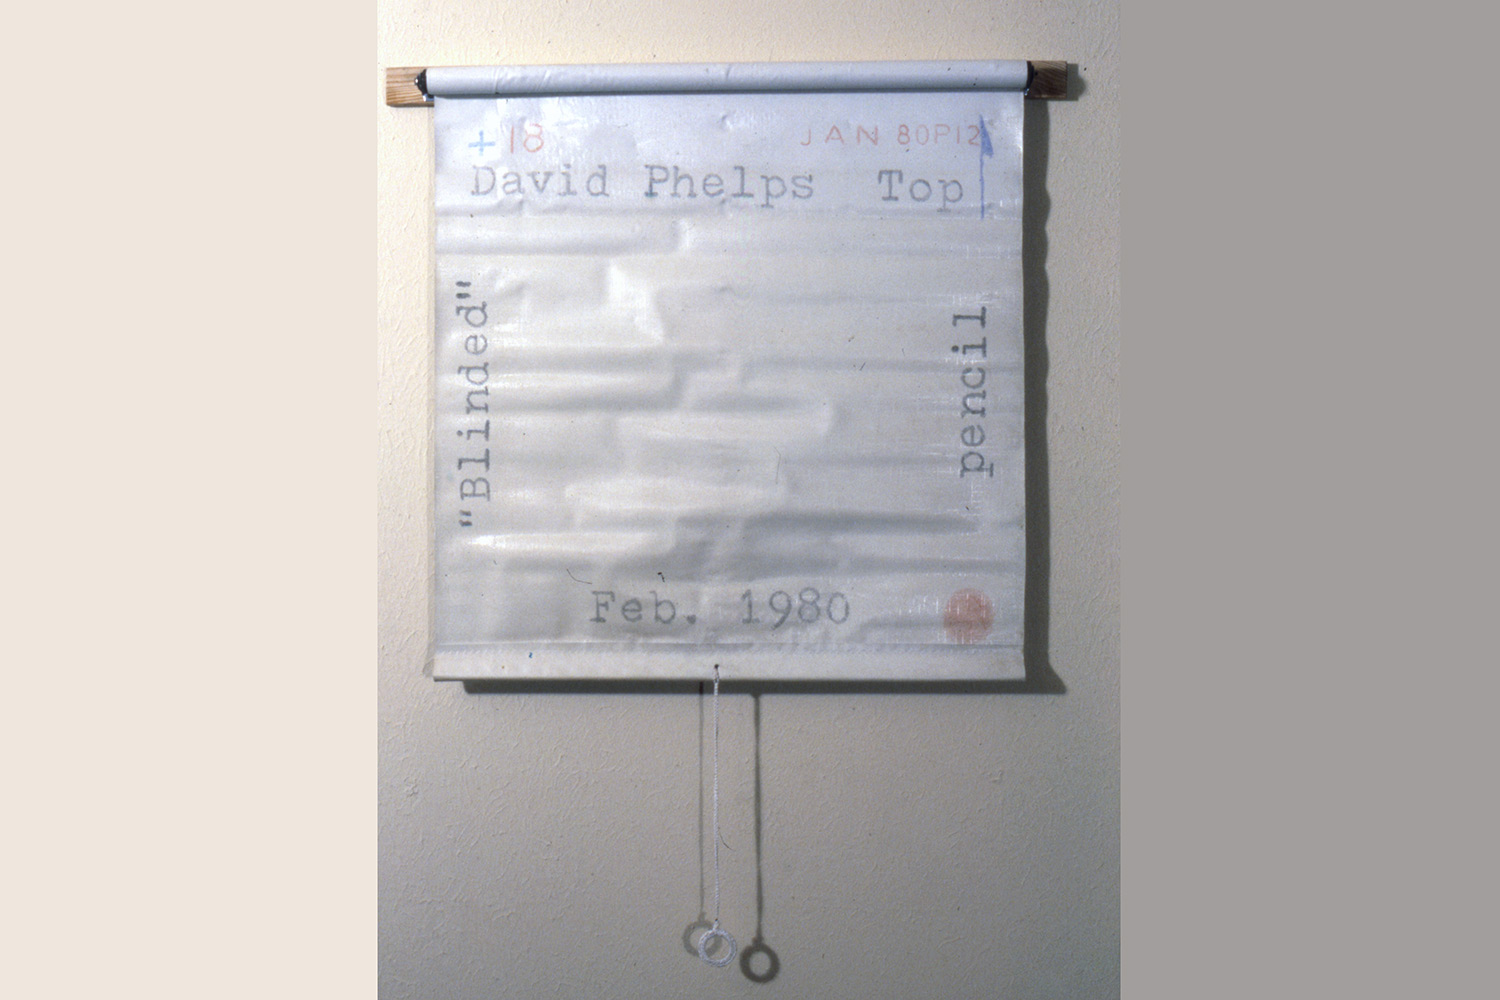 + 18 JAN 80P12
David Phelps Top
"Blinded"
pencil
Feb. 1980